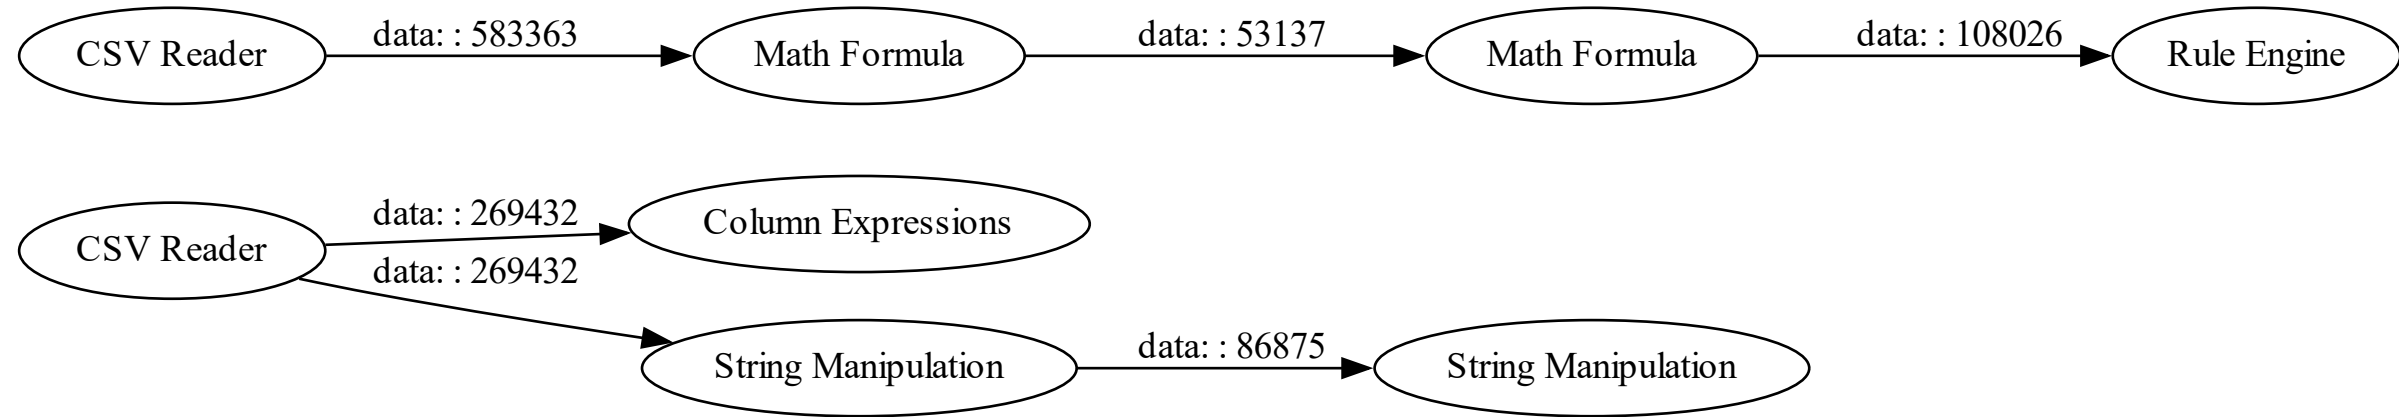 CSV Reader data: : 583363 Math Formula data: : 53137 Math Formula data: : 108026 Rule Engine
CSV Reader
data: : 269432 Column Expressions
data: : 269432 String Manipulation data: : 86875 String Manipulation